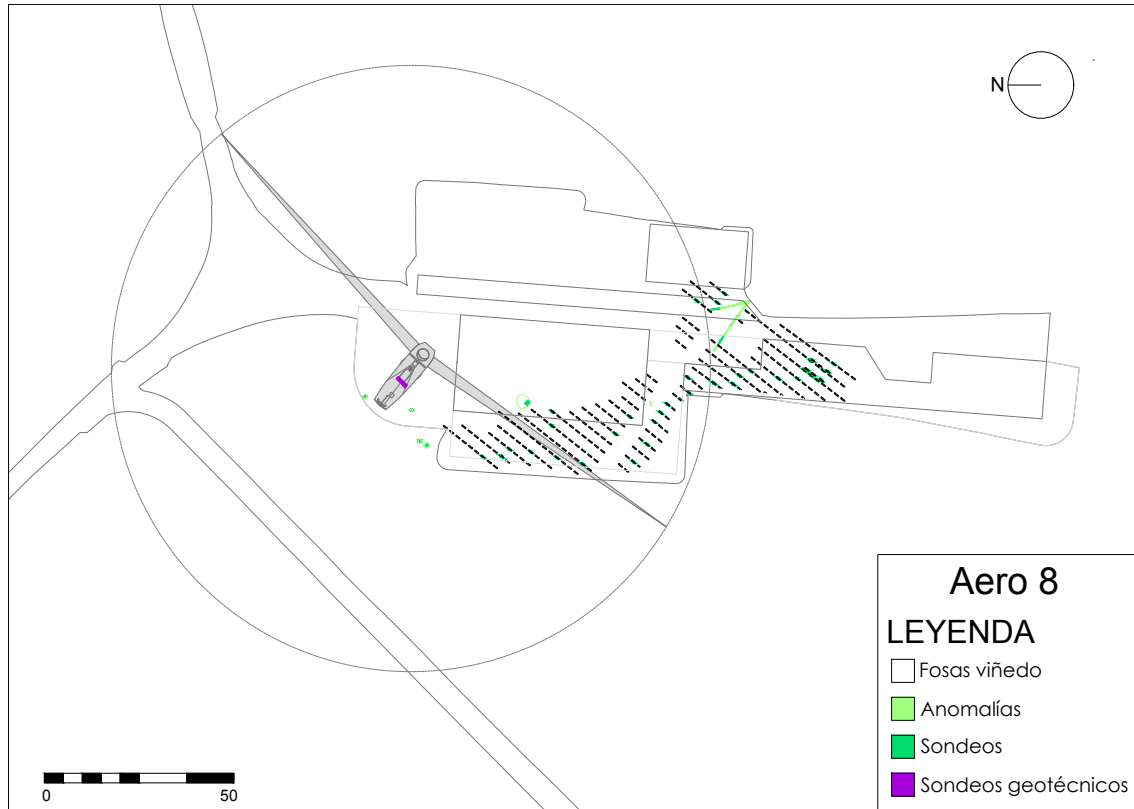 N
Aero 8
LEYENDA
Fosas viñedo
Anomalías
Sondeos
Sondeos geotécnicos
0 50